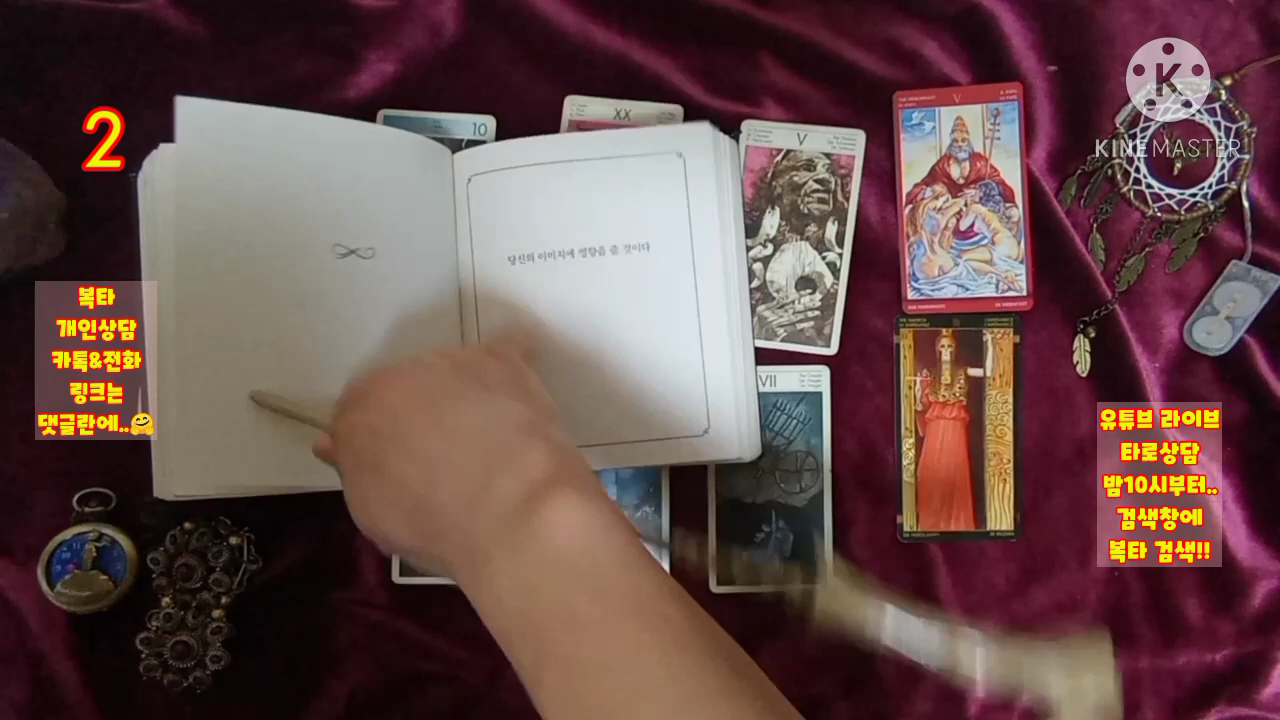 2
복타
개인상담
카톡&전화
링크는
댓글란에..🤗
10
XX
V
V
당신의 이미지에 영향을 줄 것이다
VII
KINEMASTER
유튜브 라이브
타로상담
밤10시부터..
검색창에
복타 검색!!